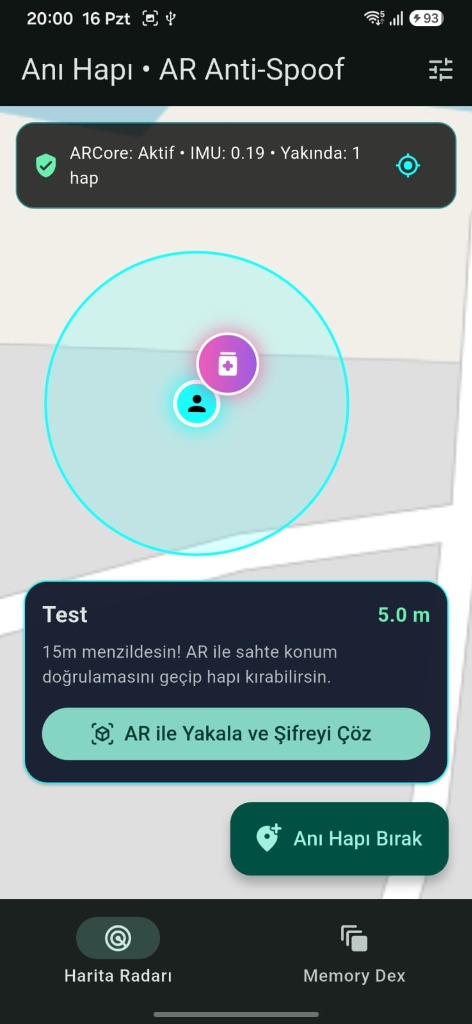 20:00 16 Pzt 93
Anı Hapı • AR Anti-Spoof
ARCore: Aktif • IMU: 0.19 • Yakında: 1
hap
Test 5.0 m
15m menzildesin! AR ile sahte konum
doğrulamasını geçip hapı kırabilirsin.
AR ile Yakala ve Şifreyi Çöz
Anı Hapı Bırak
Harita Radarı Memory Dex